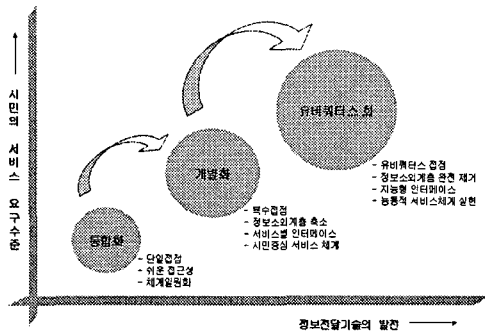 시민의 서비스 요구수준
유비쿼터스 화
개별화
통합화
- 유비쿼터스 접점
- 정보소외계층 완전 제거
- 지능형 인터페이스
- 능동적 서비스체계 실현
- 복수접점
- 정보소외계층 축소
- 서비스별 인터페이스
- 시민중심 서비스 체계
- 단일접점
- 쉬운 접근성
- 체계일원화
정보전달기술의 발전